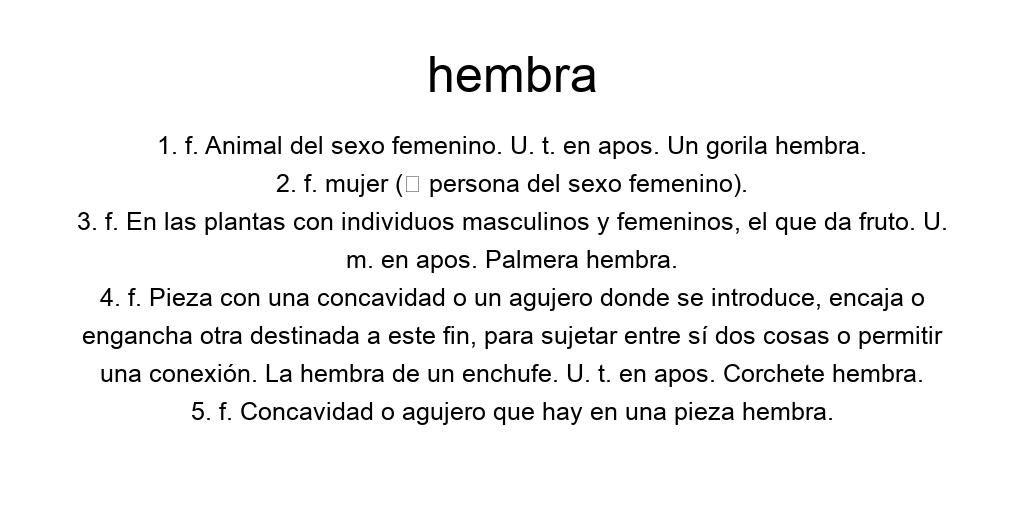 hembra
1. f. Animal del sexo femenino. U. t. en apos. Un gorila hembra.
2. f. mujer (□ persona del sexo femenino).
3. f. En las plantas con individuos masculinos y femeninos, el que da fruto. U.
m. en apos. Palmera hembra.
4. f. Pieza con una concavidad o un agujero donde se introduce, encaja o
engancha otra destinada a este fin, para sujetar entre sí dos cosas o permitir
una conexión. La hembra de un enchufe. U. t. en apos. Corchete hembra.
5. f. Concavidad o agujero que hay en una pieza hembra.